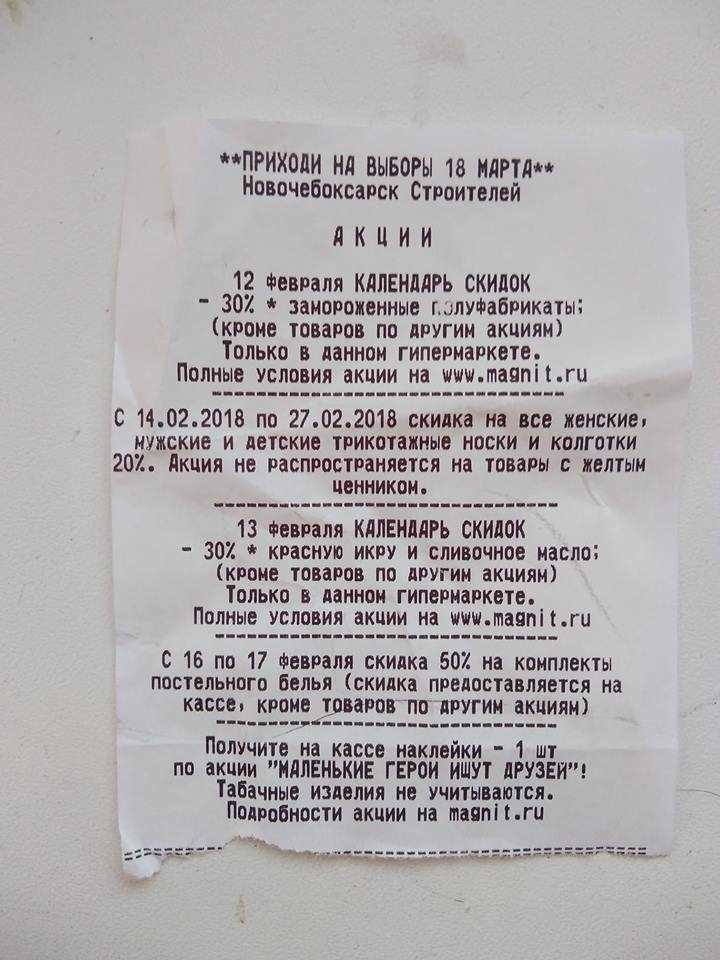 **ПРИХОДИ НА ВЫБОРЫ 18 МАРТА**
Новочебоксарск Строителей
А К Ц И И
12 февраля КАЛЕНДАРЬ СКИДОК
- 30% * замороженные полуфабрикаты;
(кроме товаров по другим акциям)
Только в данном гипермаркете.
Полные условия акции на www.magnit.ru
С 14.02.2018 по 27.02.2018 скидка на все женские,
мужские и детские трикотажные носки и колготки
20%. Акция не распространяется на товары с желтым
ценником.
13 февраля КАЛЕНДАРЬ СКИДОК
- 30% * красную икру и сливочное масло;
(кроме товаров по другим акциям)
Только в данном гипермаркете.
Полные условия акции на www.magnit.ru
С 16 по 17 февраля скидка 50% на комплекты
постельного белья (скидка предоставляется на
кассе, кроме товаров по другим акциям)
Получите на кассе наклейки - 1 шт
по акции "МАЛЕНЬКИЕ ГЕРОИ ИЩУТ ДРУЗЕЙ"!
Табачные изделия не учитываются.
Подробности акции на magnit.ru